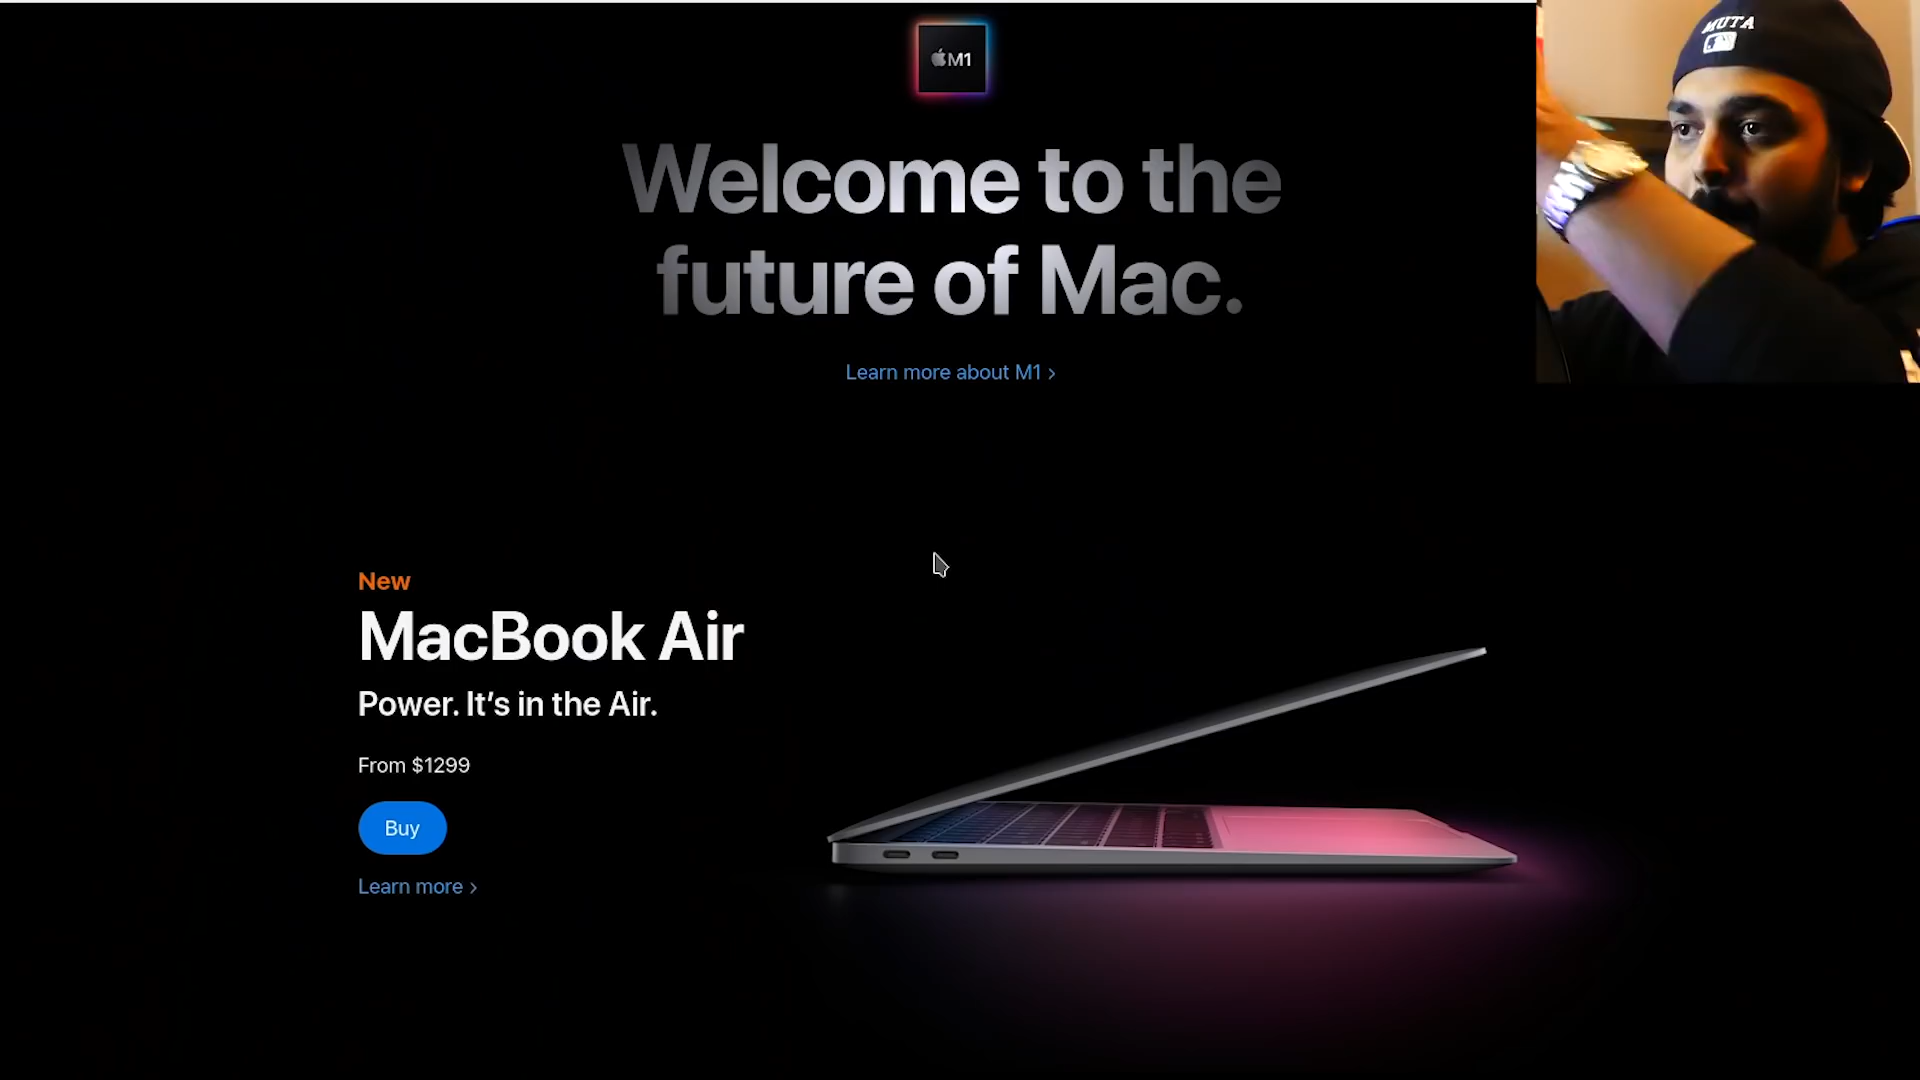 M1
MUTA
Welcome to the
future of Mac.
Learn more about M1 >
New
MacBook Air
Power. It’s in the Air.
From $1299
Buy
Learn more >